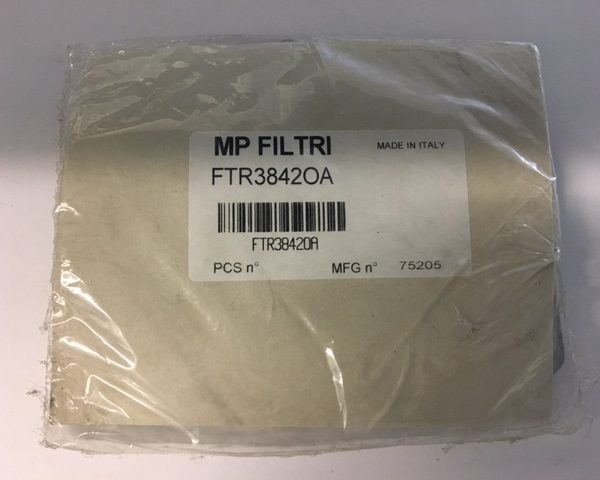 MP FILTRI MADE IN ITALY
FTR3842OA
FTR3842OA
PCS n° MFG n° 75205